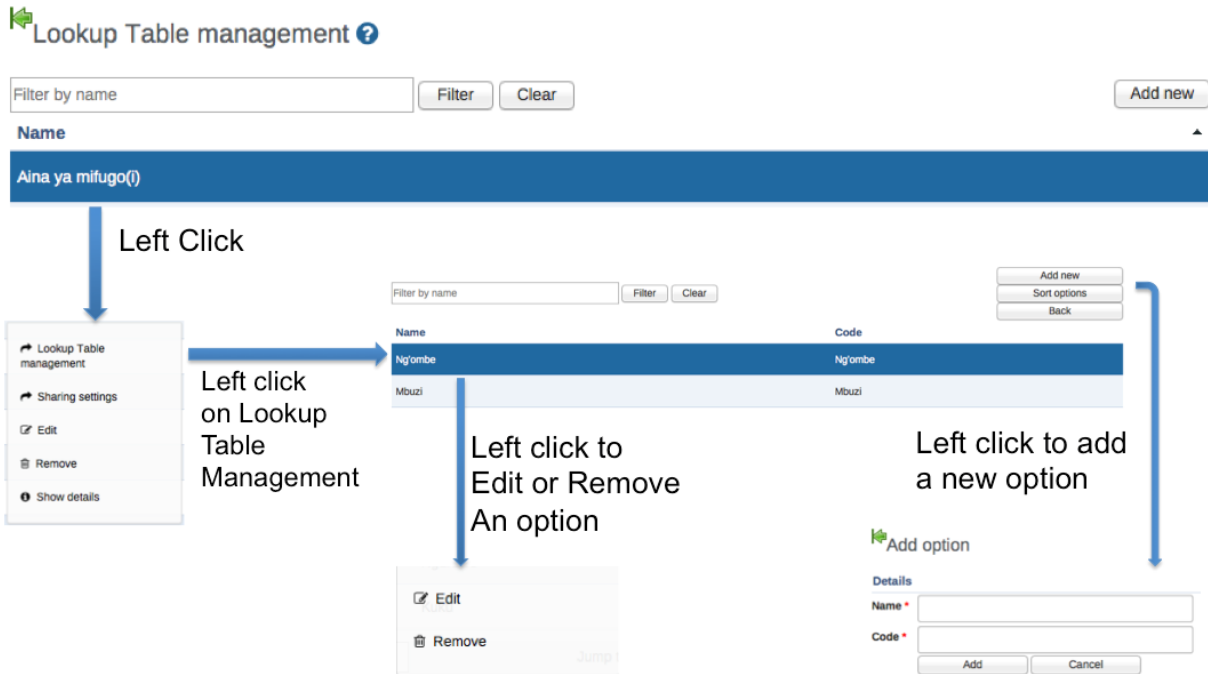 Lookup Table management
Filter by name
Filter
Clear
Add new
Name
Aina ya mifugo(i)
Left Click
Lookup Table
management
Sharing settings
Edit
Remove
Show details
Left click
on Lookup
Table
Management
Filter by name
Filter
Clear
Add new
Sort options
Back
Name
Code
Ng'ombe
Ng'ombe
Mbuzi
Mbuzi
Left click to
Edit or Remove
An option
Edit
Remove
Jump
Left click to add
a new option
Add option
Details
Name *
Code *
Add
Cancel